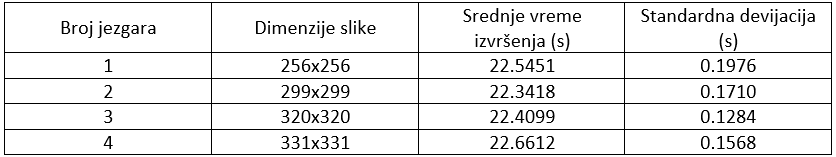 Broj jezgara Dimenzije slike Srednje vreme izvršenja (s) Standardna devijacija (s)
1 256x256 22.5451 0.1976
2 299x299 22.3418 0.1710
3 320x320 22.4099 0.1284
4 331x331 22.6612 0.1568